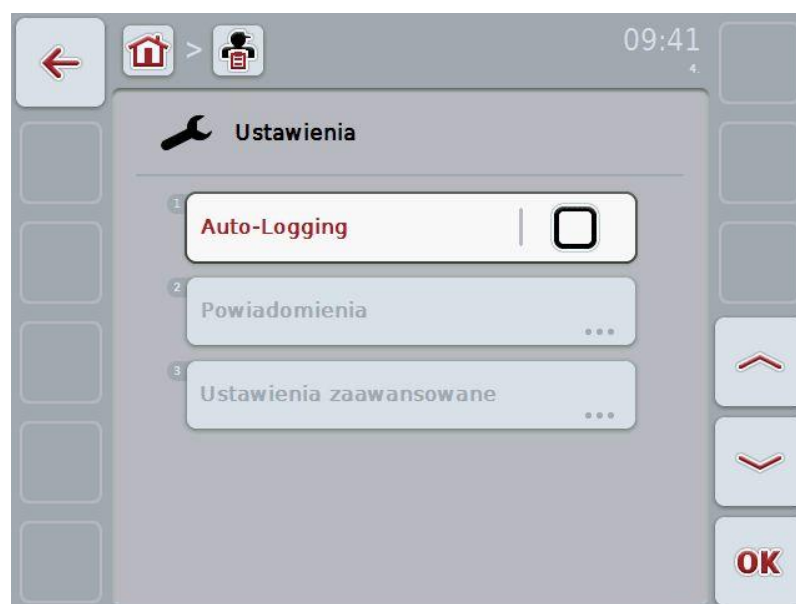 >
09:41
4.
Ustawienia
1
Auto-Logging
2
Powiadomienia
...
3
Ustawienia zaawansowane
...
OK